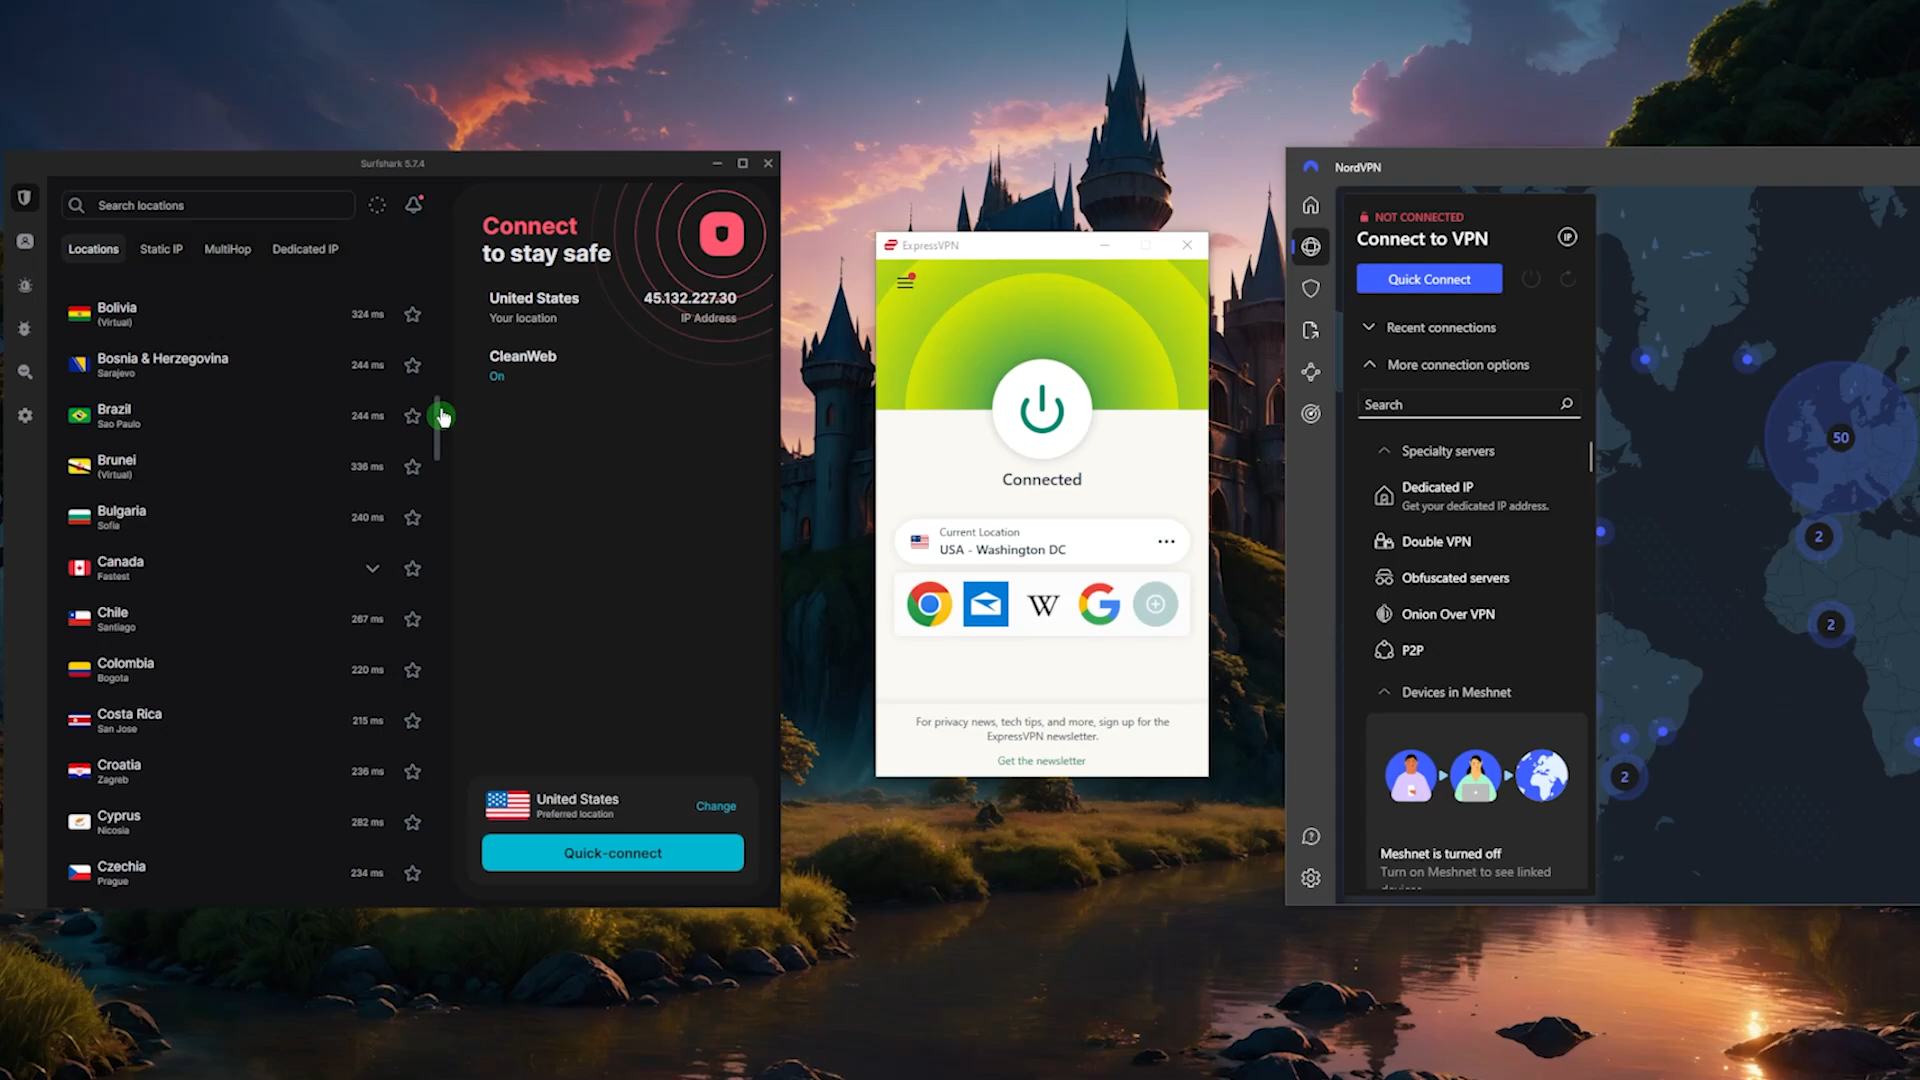 Surfshark 5.7.4
Search locations
Locations
Static IP
MultiHop
Dedicated IP
Bolivia
(Virtual)
324 ms
Bosnia & Herzegovina
Sarajevo
244 ms
Brazil
Sao Paulo
244 ms
Brunei
(Virtual)
336 ms
Bulgaria
Sofia
240 ms
Canada
Fastest
Chile
Santiago
267 ms
Colombia
Bogota
220 ms
Costa Rica
San Jose
215 ms
Croatia
Zagreb
236 ms
Cyprus
Nicosia
282 ms
Czechia
Prague
234 ms
Connect
to stay safe
United States
45.132.227.30
Your location
IP Address
CleanWeb
On
United States
Preferred location
Change
Quick-connect
ExpressVPN
Connected
Current Location
USA - Washington DC
W
G
For privacy news, tech tips, and more, sign up for the
ExpressVPN newsletter.
Get the newsletter
NordVPN
NOT CONNECTED
Connect to VPN
IP
Quick Connect
Recent connections
More connection options
Search
Specialty servers
Dedicated IP
Get your dedicated IP address.
Double VPN
Obfuscated servers
Onion Over VPN
P2P
Devices in Meshnet
Meshnet is turned off
Turn on Meshnet to see linked
50
2
2
2